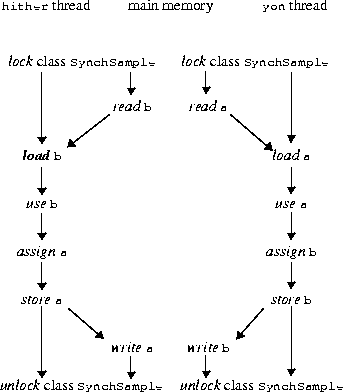 hither thread main memory yon thread
lock class SynchSample lock class SynchSample
read b read a
load b load a
use b use a
assign a assign b
store a store b
write a write b
unlock class SynchSample unlock class SynchSample